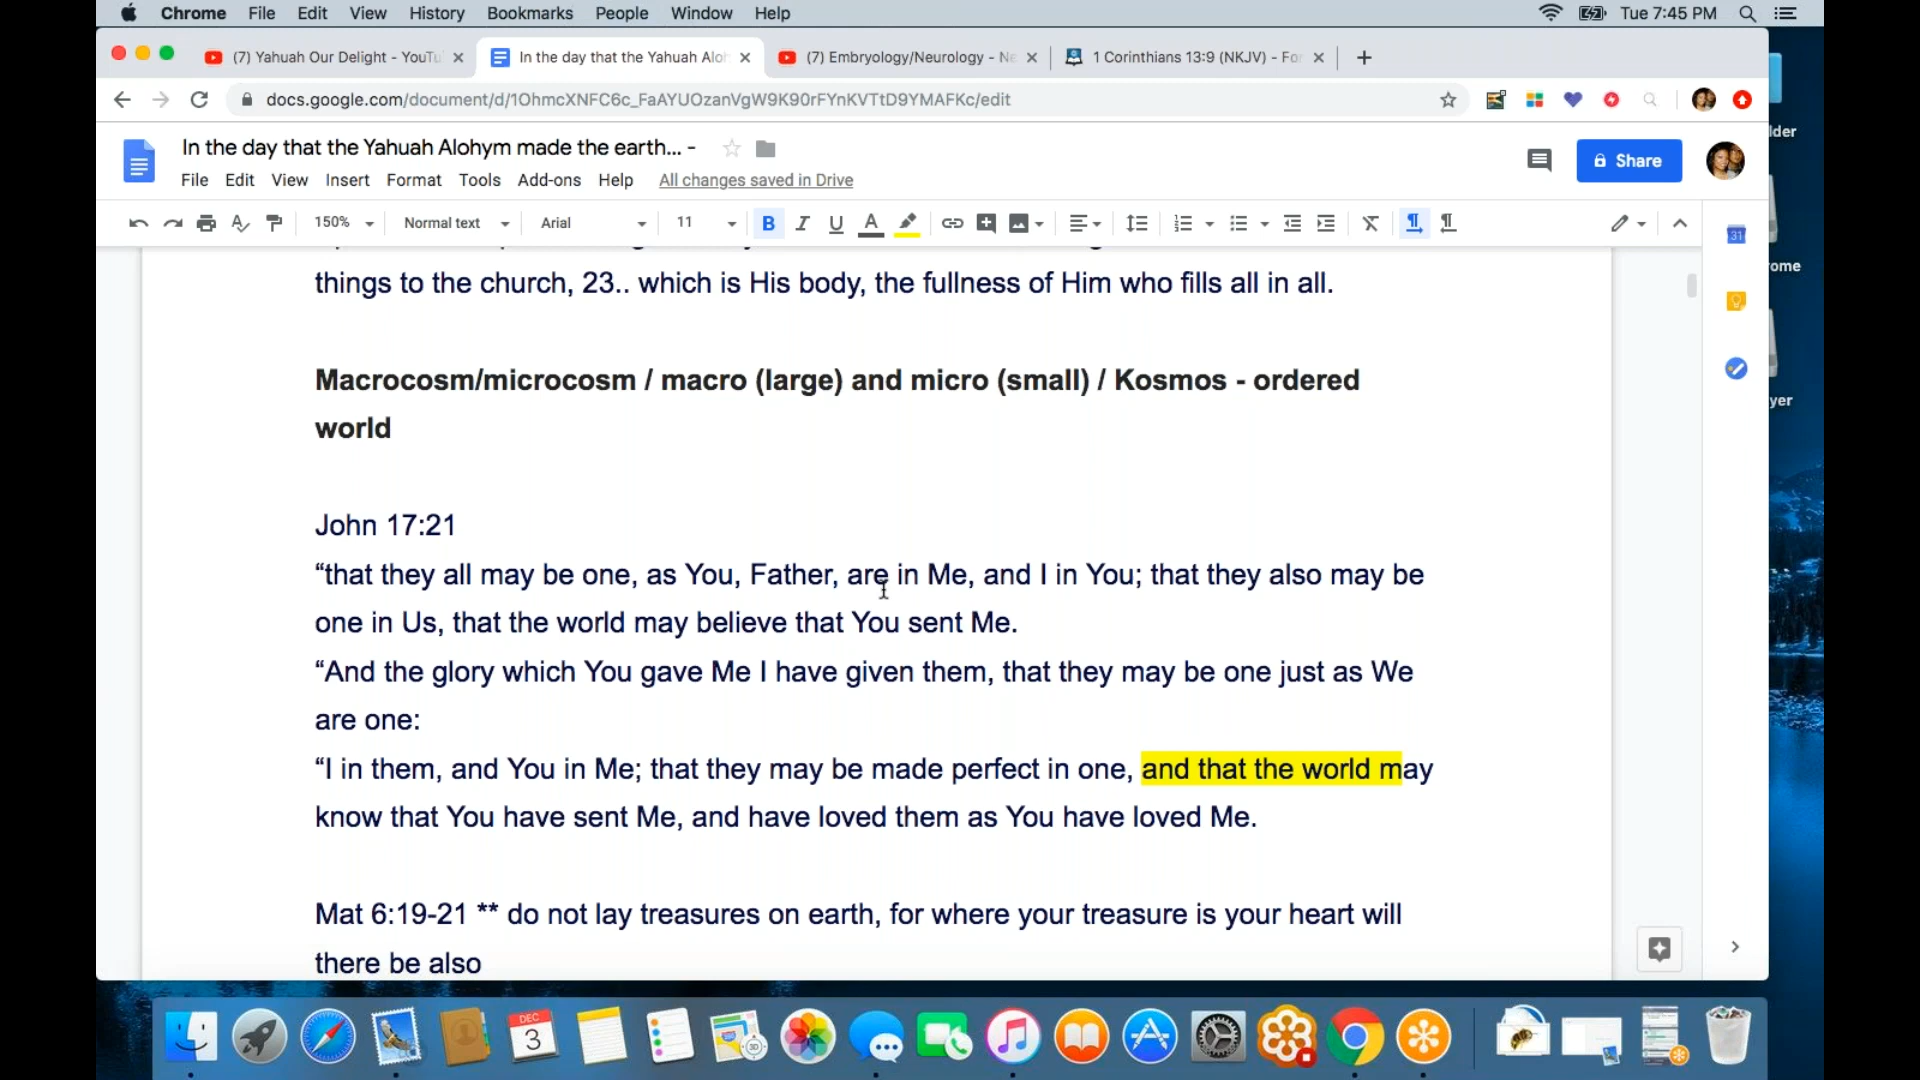 Chrome File Edit View History Bookmarks People Window Help Tue 7:45 PM
(7) Yahuah Our Delight - YouTu
In the day that the Yahuah Aloh
(7) Embryology/Neurology - Ne
1 Corinthians 13:9 (NKJV) - For
docs.google.com/document/d/1OhmcXNFC6c_FaAYUOzanVgW9K90rFYnKVTtD9YMAFKc/edit
lder
In the day that the Yahuah Alohym made the earth... -
Share
File Edit View Insert Format Tools Add-ons Help All changes saved in Drive
150% Normal text Arial 11
31
ome
things to the church, 23.. which is His body, the fullness of Him who fills all in all.
Macrocosm/microcosm / macro (large) and micro (small) / Kosmos - ordered
yer
world
John 17:21
“that they all may be one, as You, Father, are in Me, and I in You; that they also may be
one in Us, that the world may believe that You sent Me.
“And the glory which You gave Me I have given them, that they may be one just as We
are one:
“I in them, and You in Me; that they may be made perfect in one, and that the world may
know that You have sent Me, and have loved them as You have loved Me.
Mat 6:19-21 ** do not lay treasures on earth, for where your treasure is your heart will
there be also
DEC
3